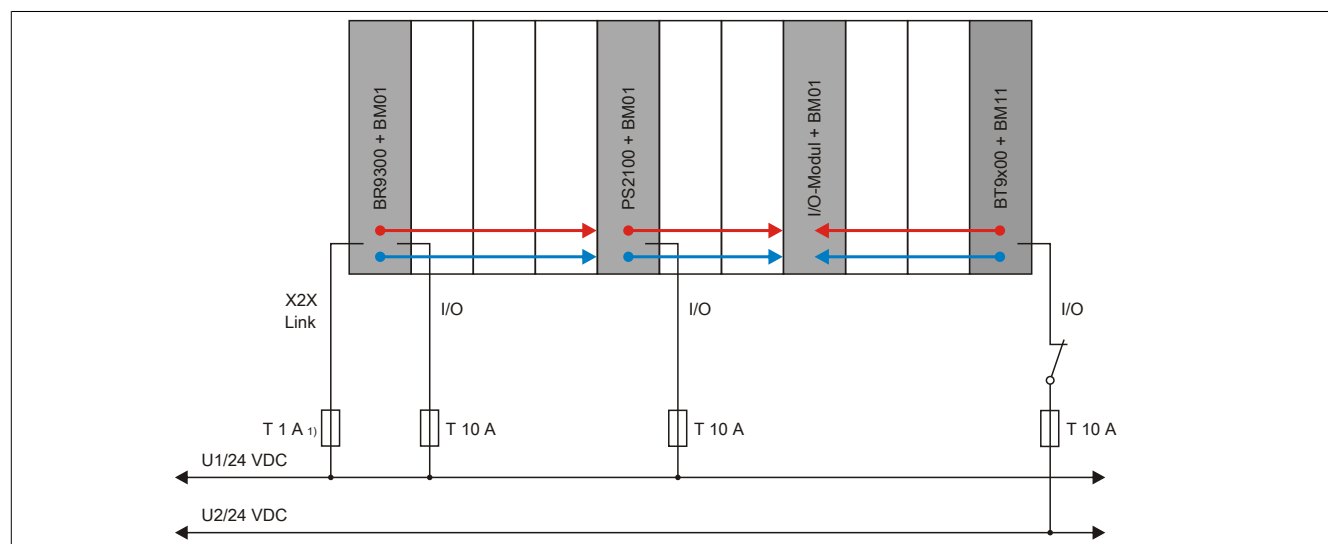 BR9300 + BM01
PS2100 + BM01
I/O-Modul + BM01
BT9x00 + BM11
X2X
Link
I/O
I/O
I/O
T 1 A 1)
T 10 A
T 10 A
T 10 A
U1/24 VDC
U2/24 VDC